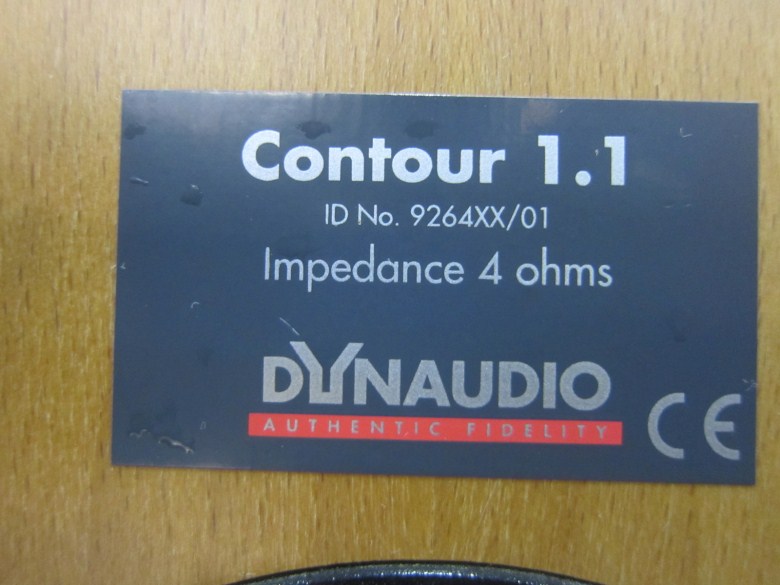 Contour 1.1
ID No. 9264XX/01
Impedance 4 ohms
DYNAUDIO
AUTHENTIC FIDELITY
CE